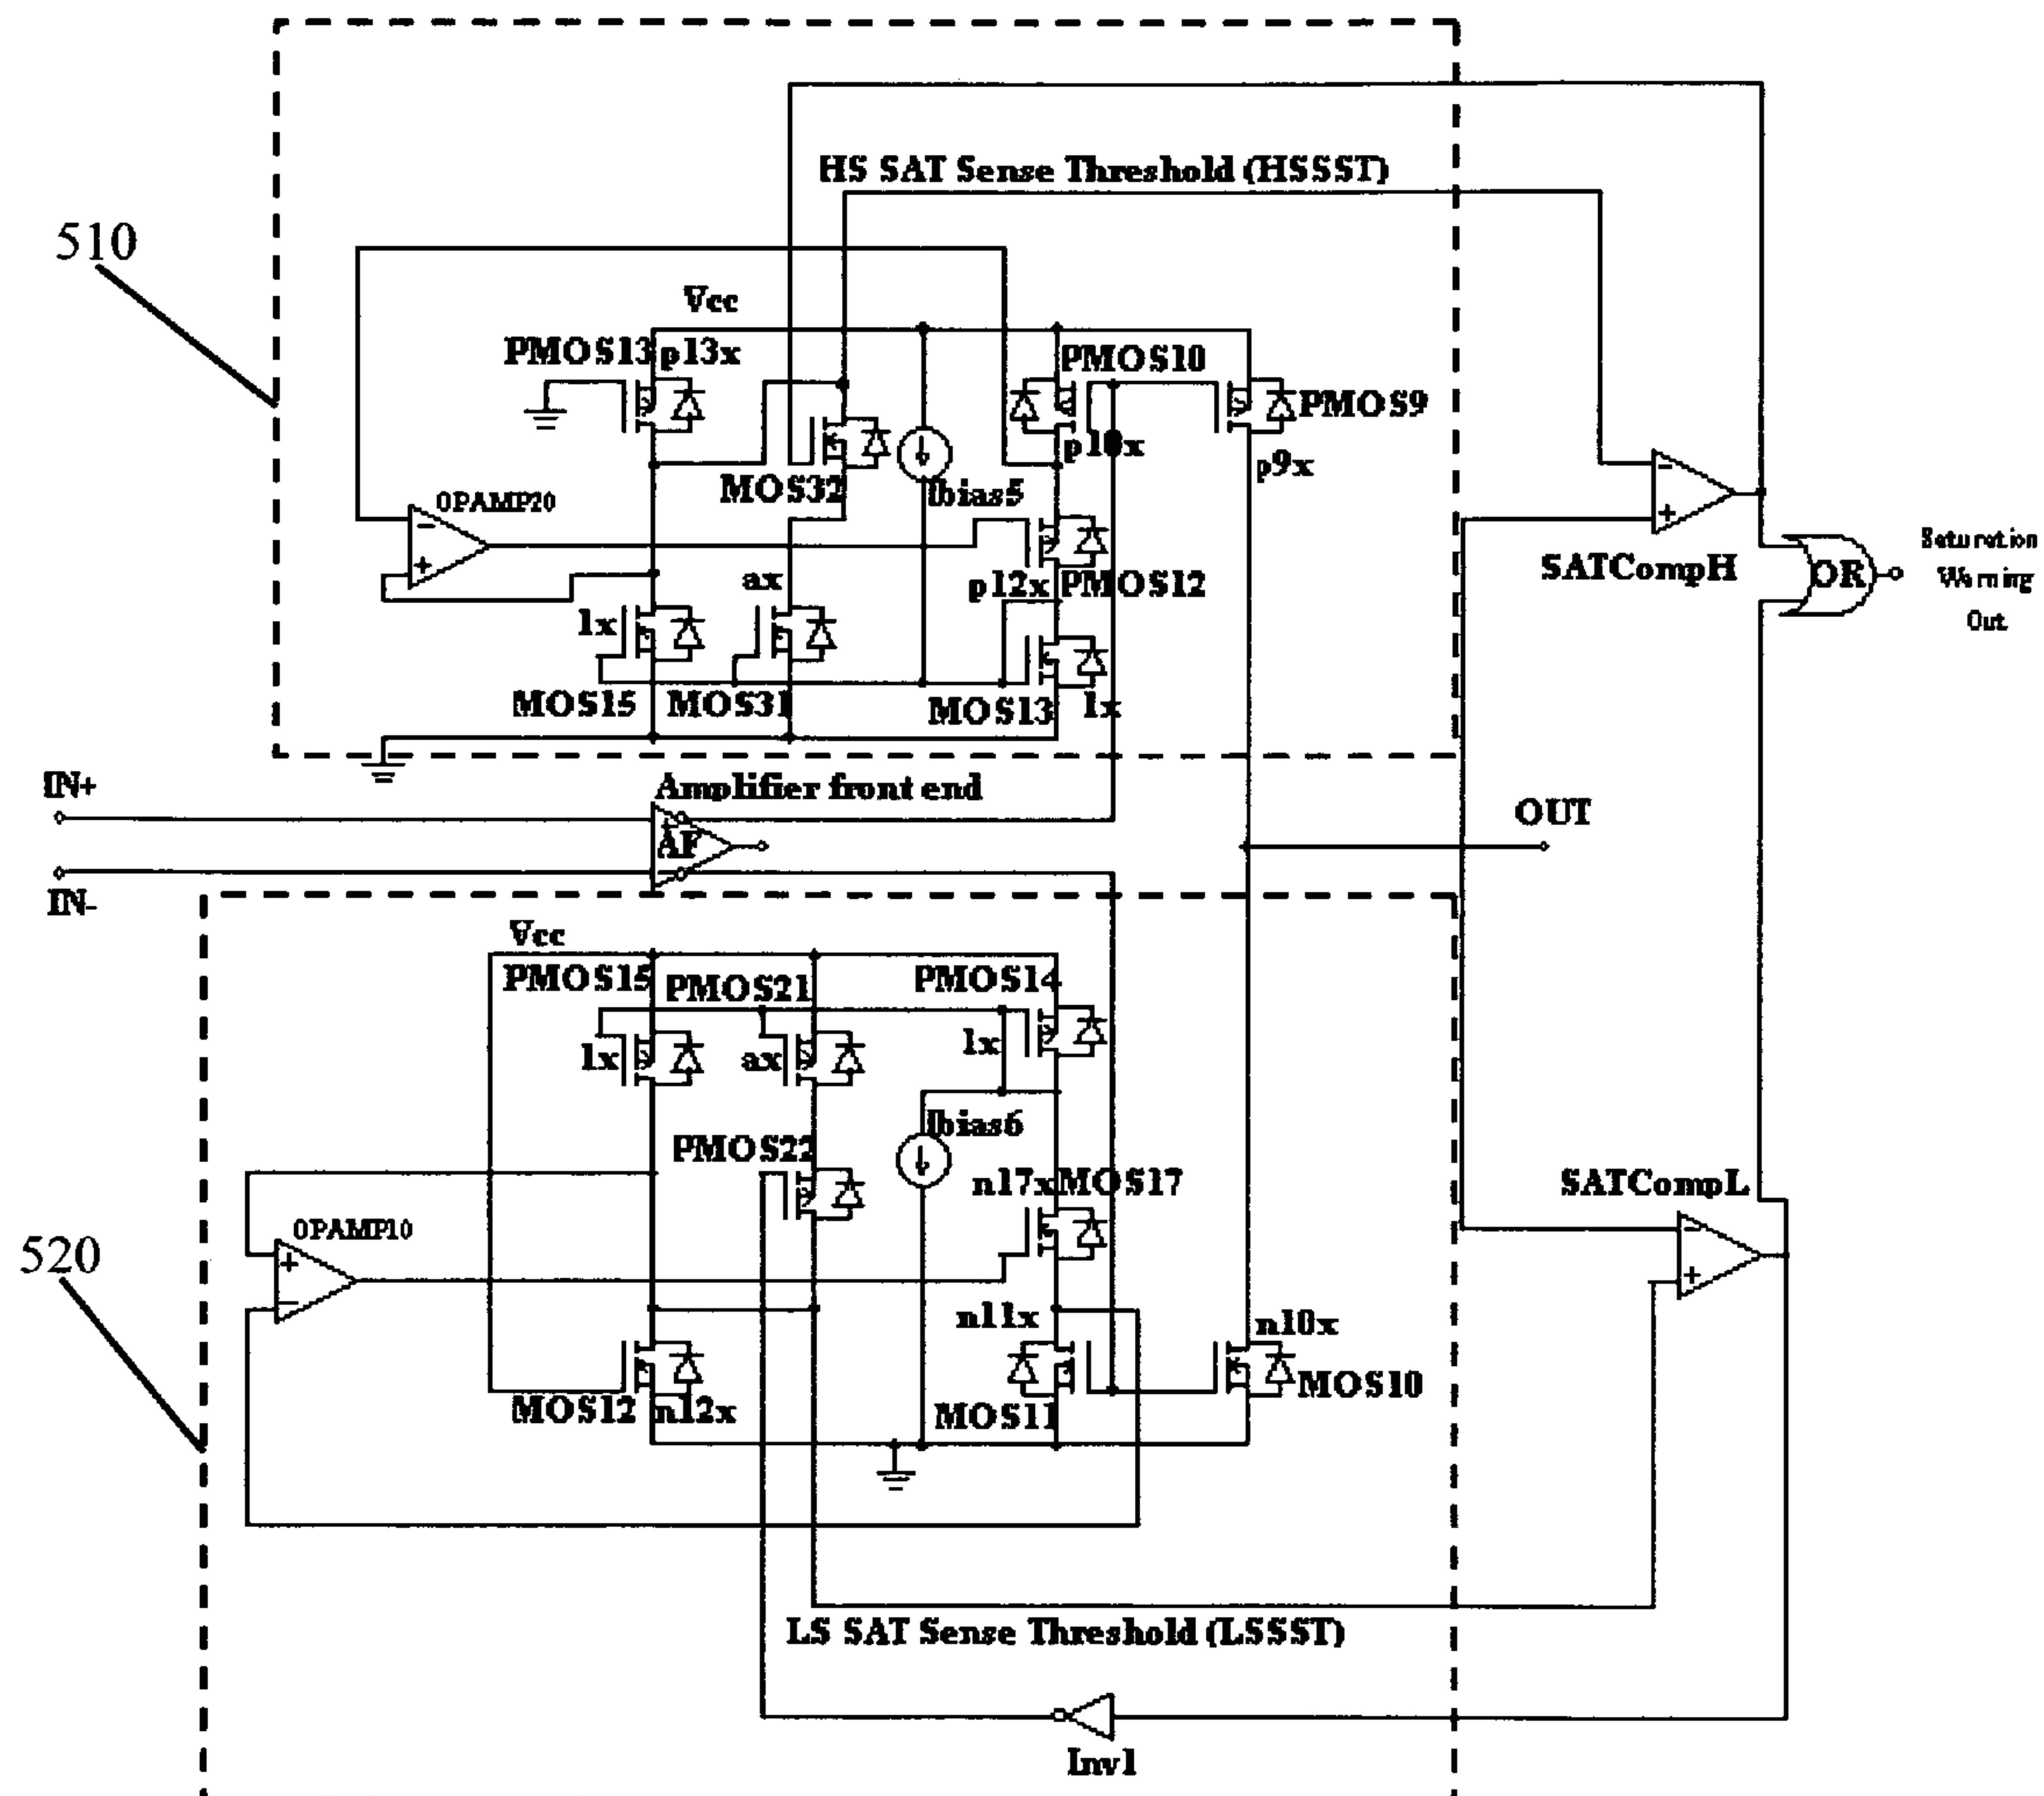 HS SAT Sense Threshold (HSSST)
510
Vcc
PMOS13 p13x
PMOS10
PMOS9
p10x
p9x
MOS32
Ibias5
OPAMP20
-
+
-
+
SATCompH
OR
Saturation
Warning
Out
ax
p12x PMOS12
1x
MOS15
MOS31
MOS13
1x
IN+
Amplifier front end
+
AF
-
OUT
IN-
Vcc
PMOS15
PMOS21
PMOS14
1x
ax
1x
Ibias6
PMOS22
n17x MOS17
SATCompL
OPAMP10
+
-
-
+
520
n11x
n10x
MOS12 n12x
MOS11
MOS10
LS SAT Sense Threshold (LSSST)
Inv1